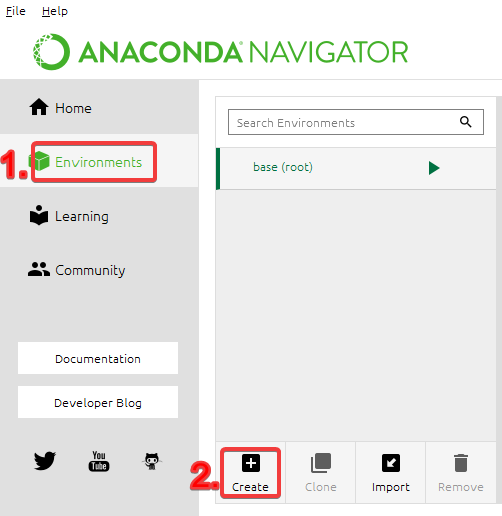 File Help
ANACONDA NAVIGATOR
Home
1. Environments
Learning
Community
Documentation
Developer Blog
You
Tube
Search Environments
base (root)
2.
Create Clone Import Remove